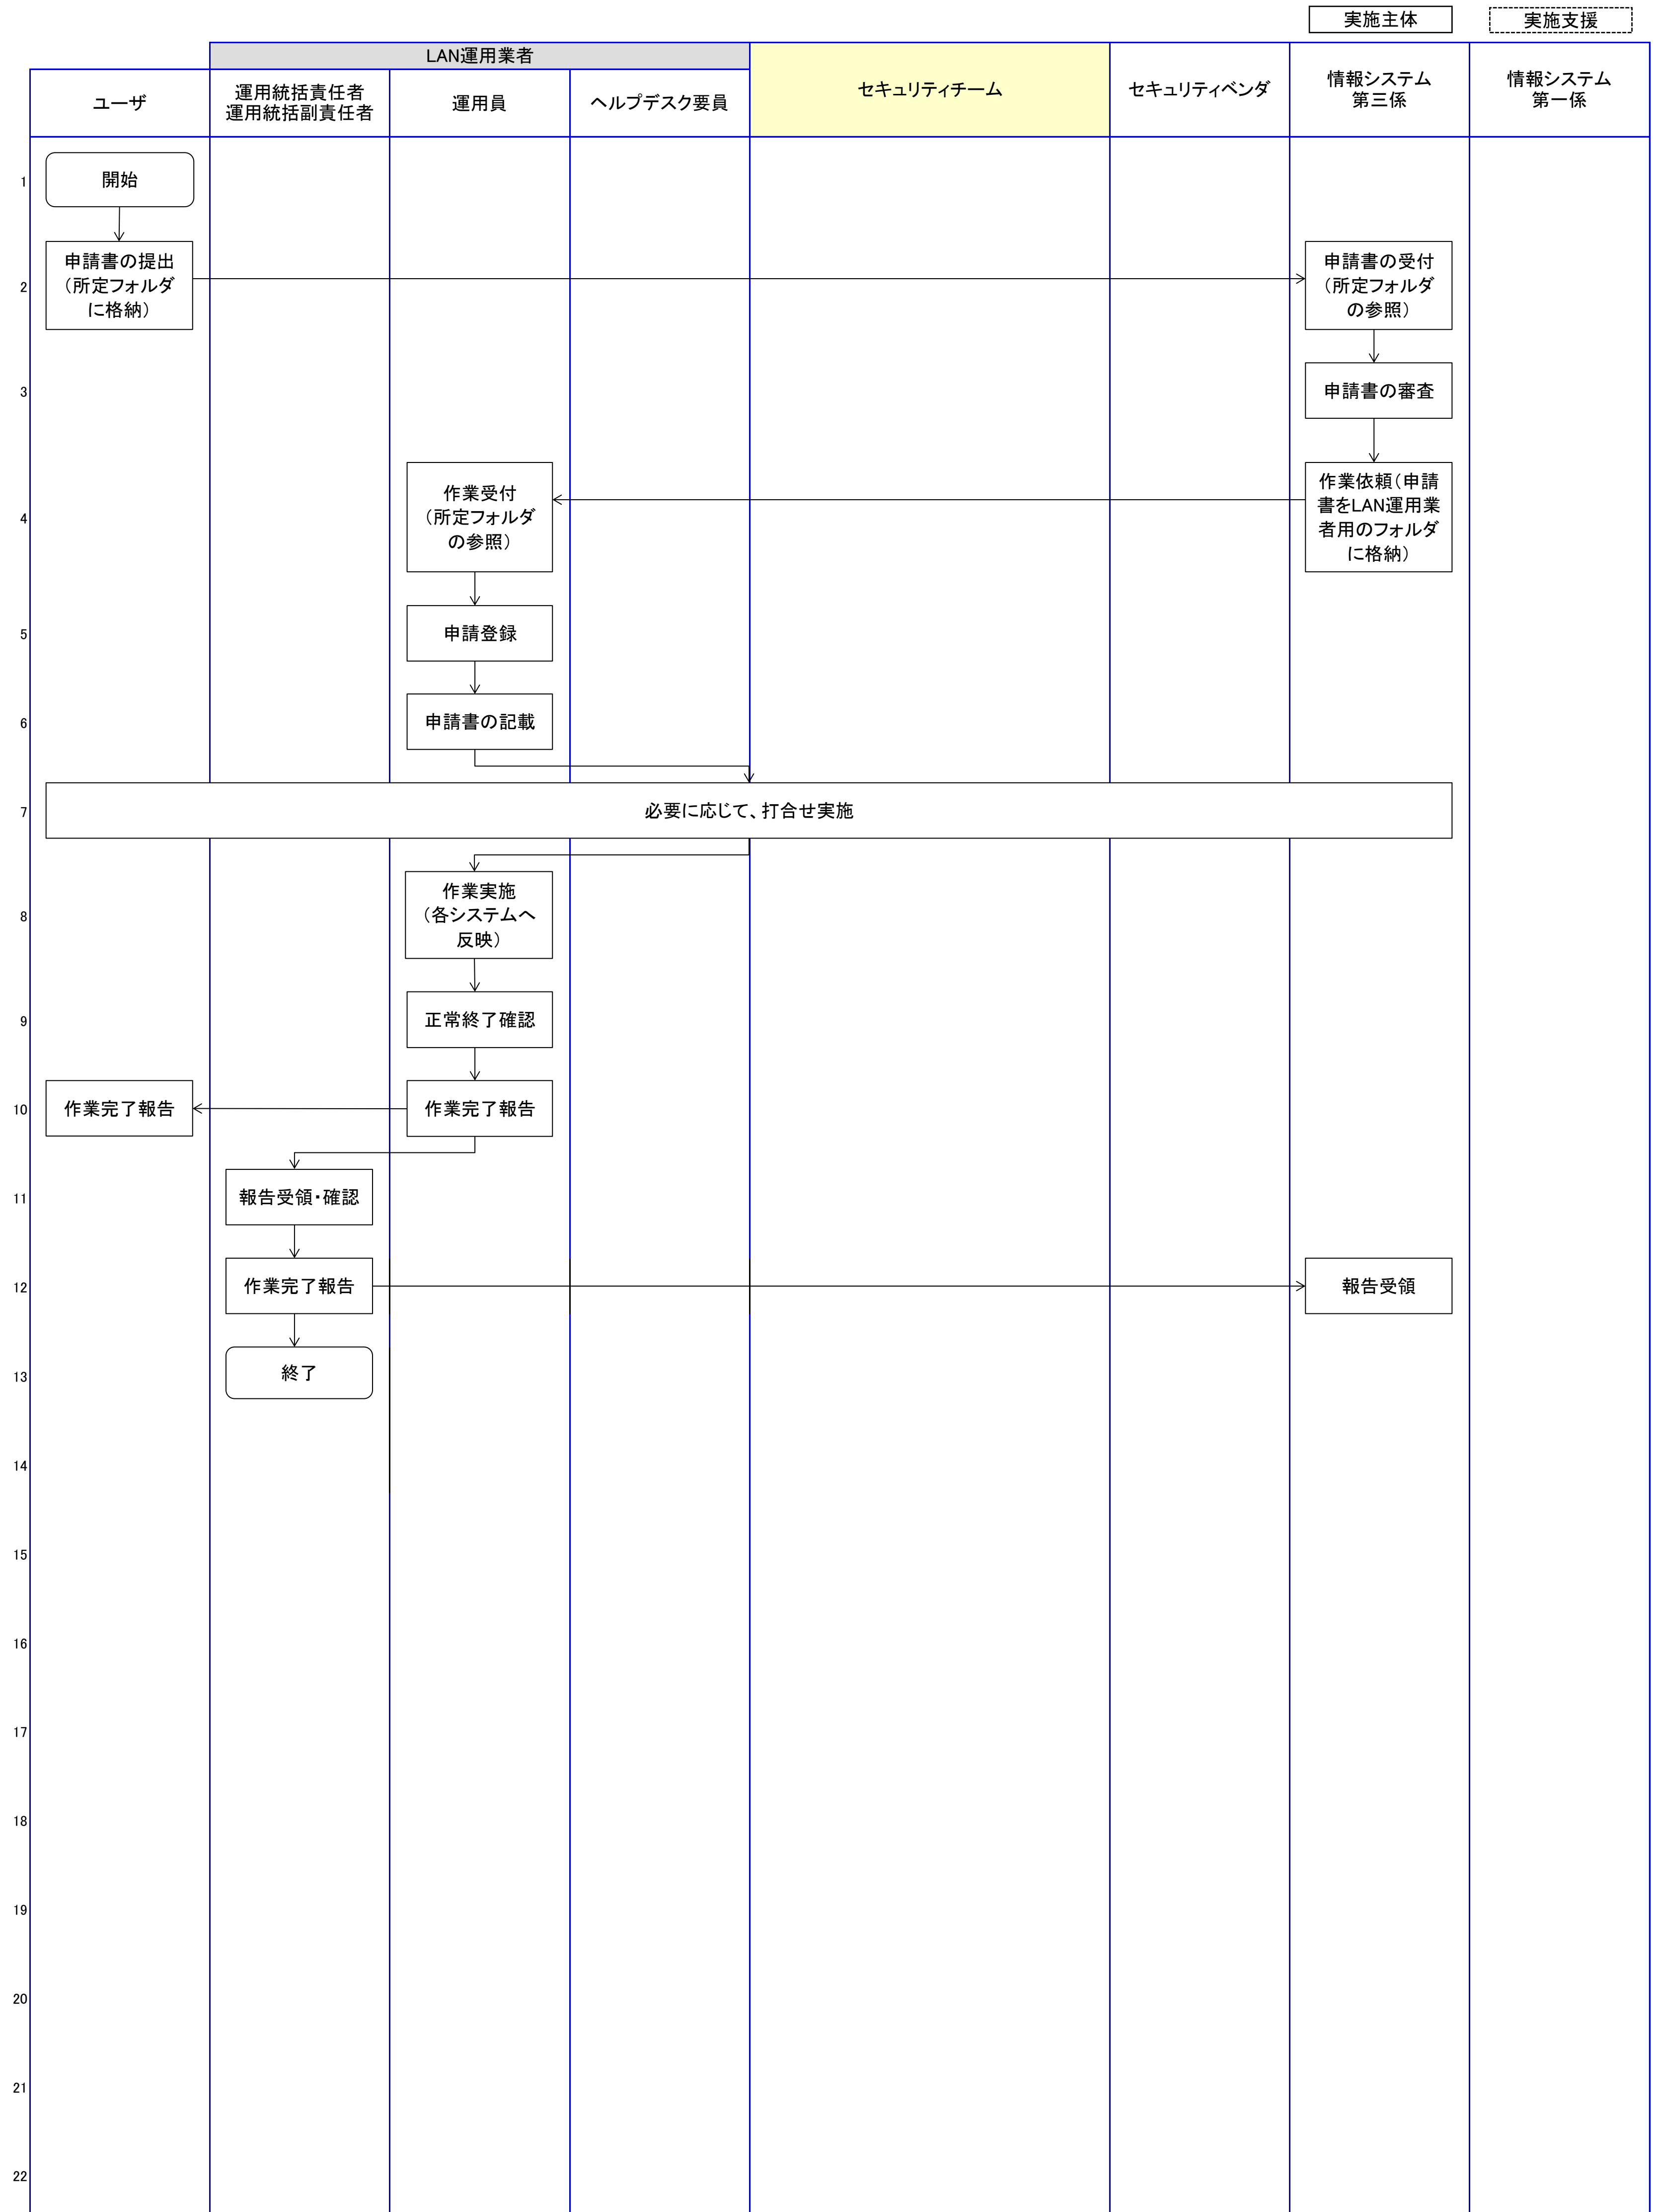 実施主体
実施支援
LAN運用業者
ユーザ
運用統括責任者
運用統括副責任者
運用員
ヘルプデスク要員
セキュリティチーム
セキュリティベンダ
情報システム
第三係
情報システム
第一係
1
開始
2
申請書の提出
（所定フォルダ
に格納）
申請書の受付
（所定フォルダ
の参照）
3
申請書の審査
4
作業受付
（所定フォルダ
の参照）
作業依頼（申請
書をLAN運用業
者用のフォルダ
に格納）
5
申請登録
6
申請書の記載
7
必要に応じて、打合せ実施
8
作業実施
（各システムへ
反映）
9
正常終了確認
10
作業完了報告
作業完了報告
11
報告受領・確認
12
作業完了報告
報告受領
13
終了
14
15
16
17
18
19
20
21
22